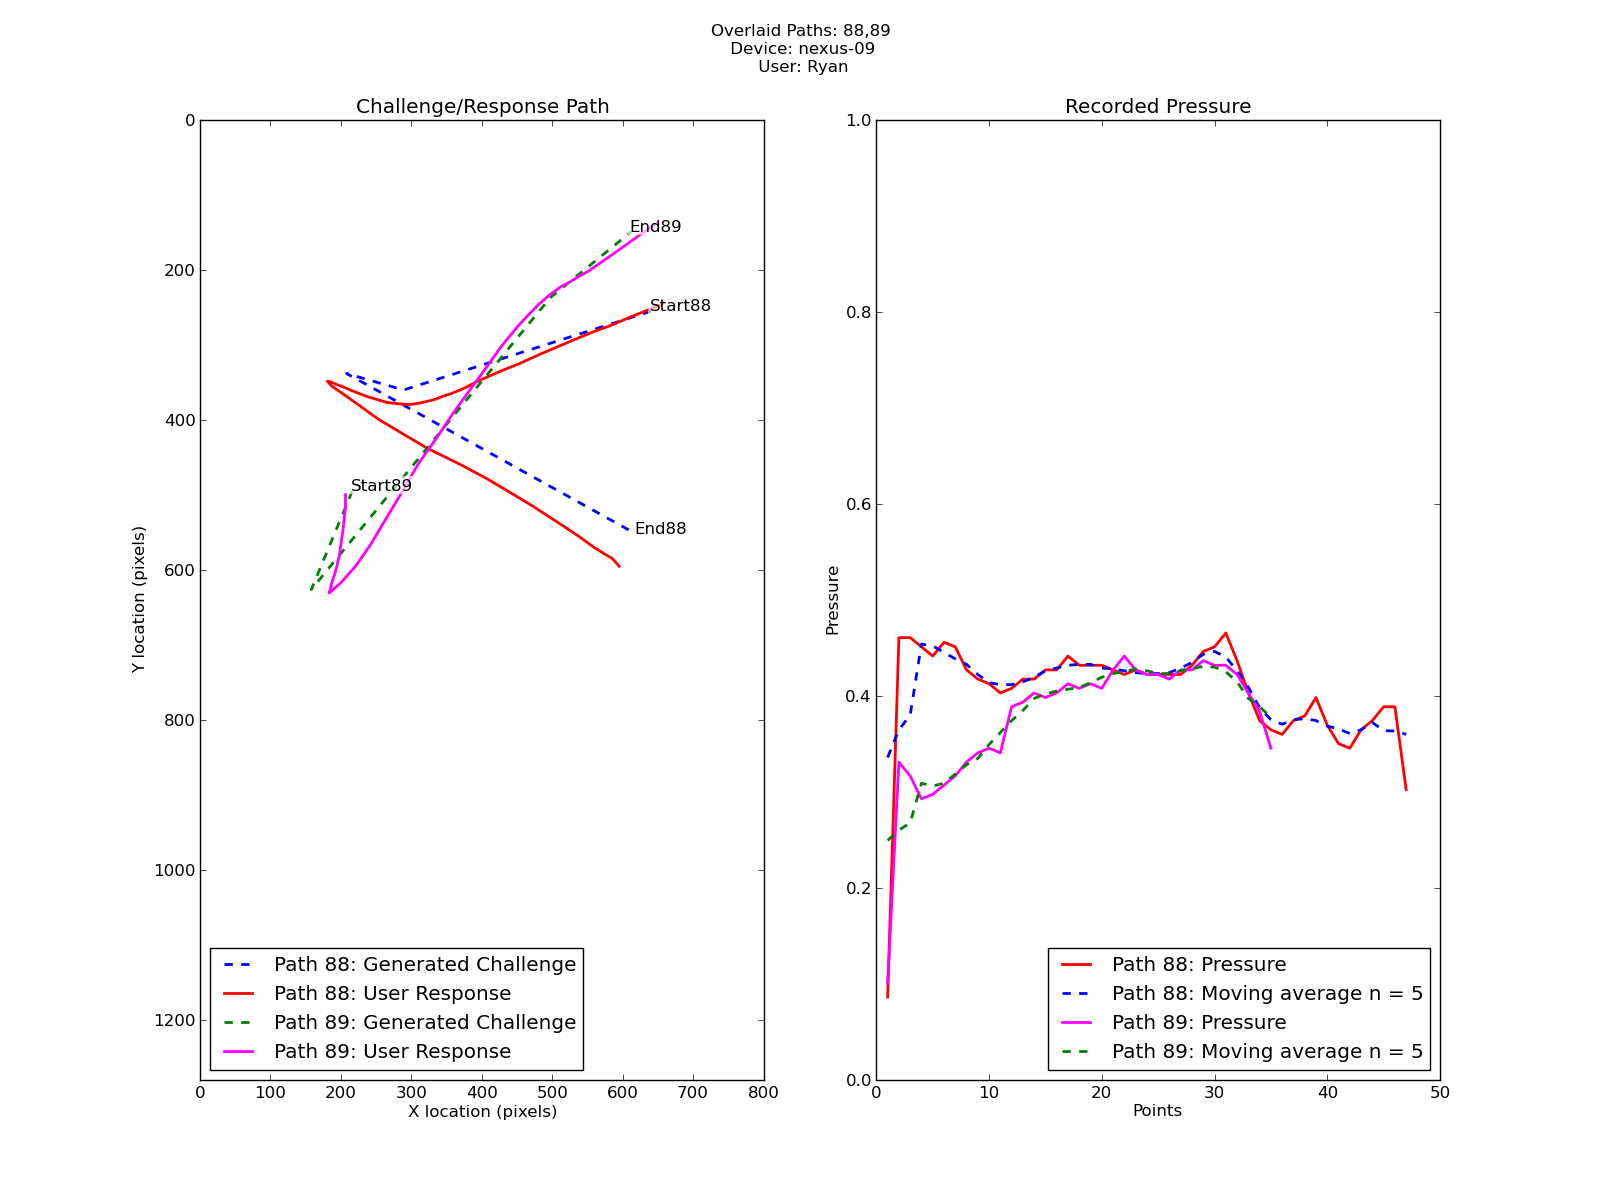 Overlaid Paths: 88,89
Device: nexus-09
User: Ryan
Challenge/Response Path
0
200
400
600
800
1000
1200
Y location (pixels)
End89
Start88
Start89
End88
Path 88: Generated Challenge
Path 88: User Response
Path 89: Generated Challenge
Path 89: User Response
0 100 200 300 400 500 600 700 800
X location (pixels)
Recorded Pressure
1.0
0.8
0.6
0.4
0.2
0.0
Pressure
Path 88: Pressure
Path 88: Moving average n = 5
Path 89: Pressure
Path 89: Moving average n = 5
0 10 20 30 40 50
Points